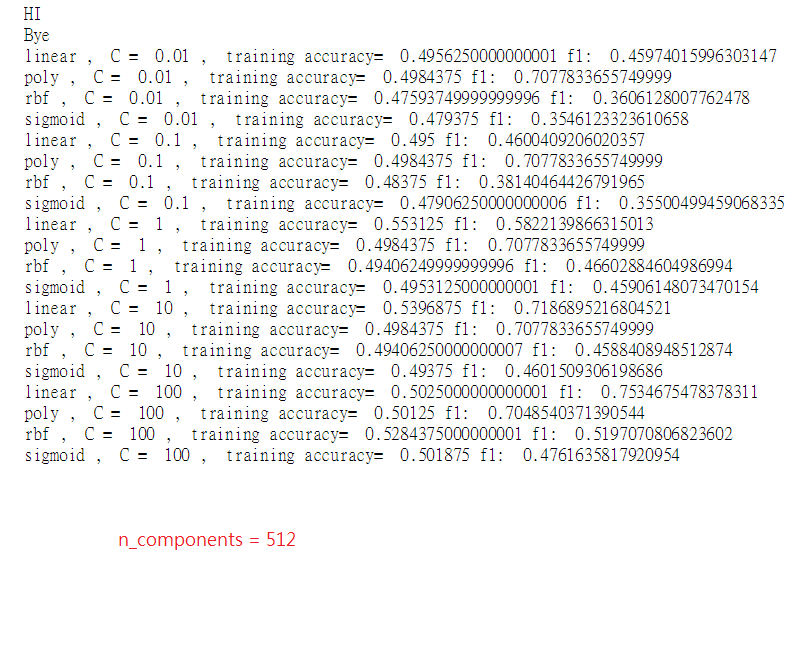 HI
Bye
linear , C = 0.01 , training accuracy= 0.4956250000000001 f1: 0.45974015996303147
poly , C = 0.01 , training accuracy= 0.4984375 f1: 0.7077833655749999
rbf , C = 0.01 , training accuracy= 0.47593749999999996 f1: 0.3606128007762478
sigmoid , C = 0.01 , training accuracy= 0.479375 f1: 0.3546123323610658
linear , C = 0.1 , training accuracy= 0.495 f1: 0.4600409206020357
poly , C = 0.1 , training accuracy= 0.4984375 f1: 0.7077833655749999
rbf , C = 0.1 , training accuracy= 0.48375 f1: 0.38140464426791965
sigmoid , C = 0.1 , training accuracy= 0.47906250000000006 f1: 0.35500499459068335
linear , C = 1 , training accuracy= 0.553125 f1: 0.5822139866315013
poly , C = 1 , training accuracy= 0.4984375 f1: 0.7077833655749999
rbf , C = 1 , training accuracy= 0.49406249999999996 f1: 0.46602884604986994
sigmoid , C = 1 , training accuracy= 0.4953125000000001 f1: 0.45906148073470154
linear , C = 10 , training accuracy= 0.5396875 f1: 0.7186895216804521
poly , C = 10 , training accuracy= 0.4984375 f1: 0.7077833655749999
rbf , C = 10 , training accuracy= 0.49406250000000007 f1: 0.4588408948512874
sigmoid , C = 10 , training accuracy= 0.49375 f1: 0.4601509306198686
linear , C = 100 , training accuracy= 0.5025000000000001 f1: 0.7534675478378311
poly , C = 100 , training accuracy= 0.50125 f1: 0.7048540371390544
rbf , C = 100 , training accuracy= 0.5284375000000001 f1: 0.5197070806823602
sigmoid , C = 100 , training accuracy= 0.501875 f1: 0.4761635817920954
n_components = 512